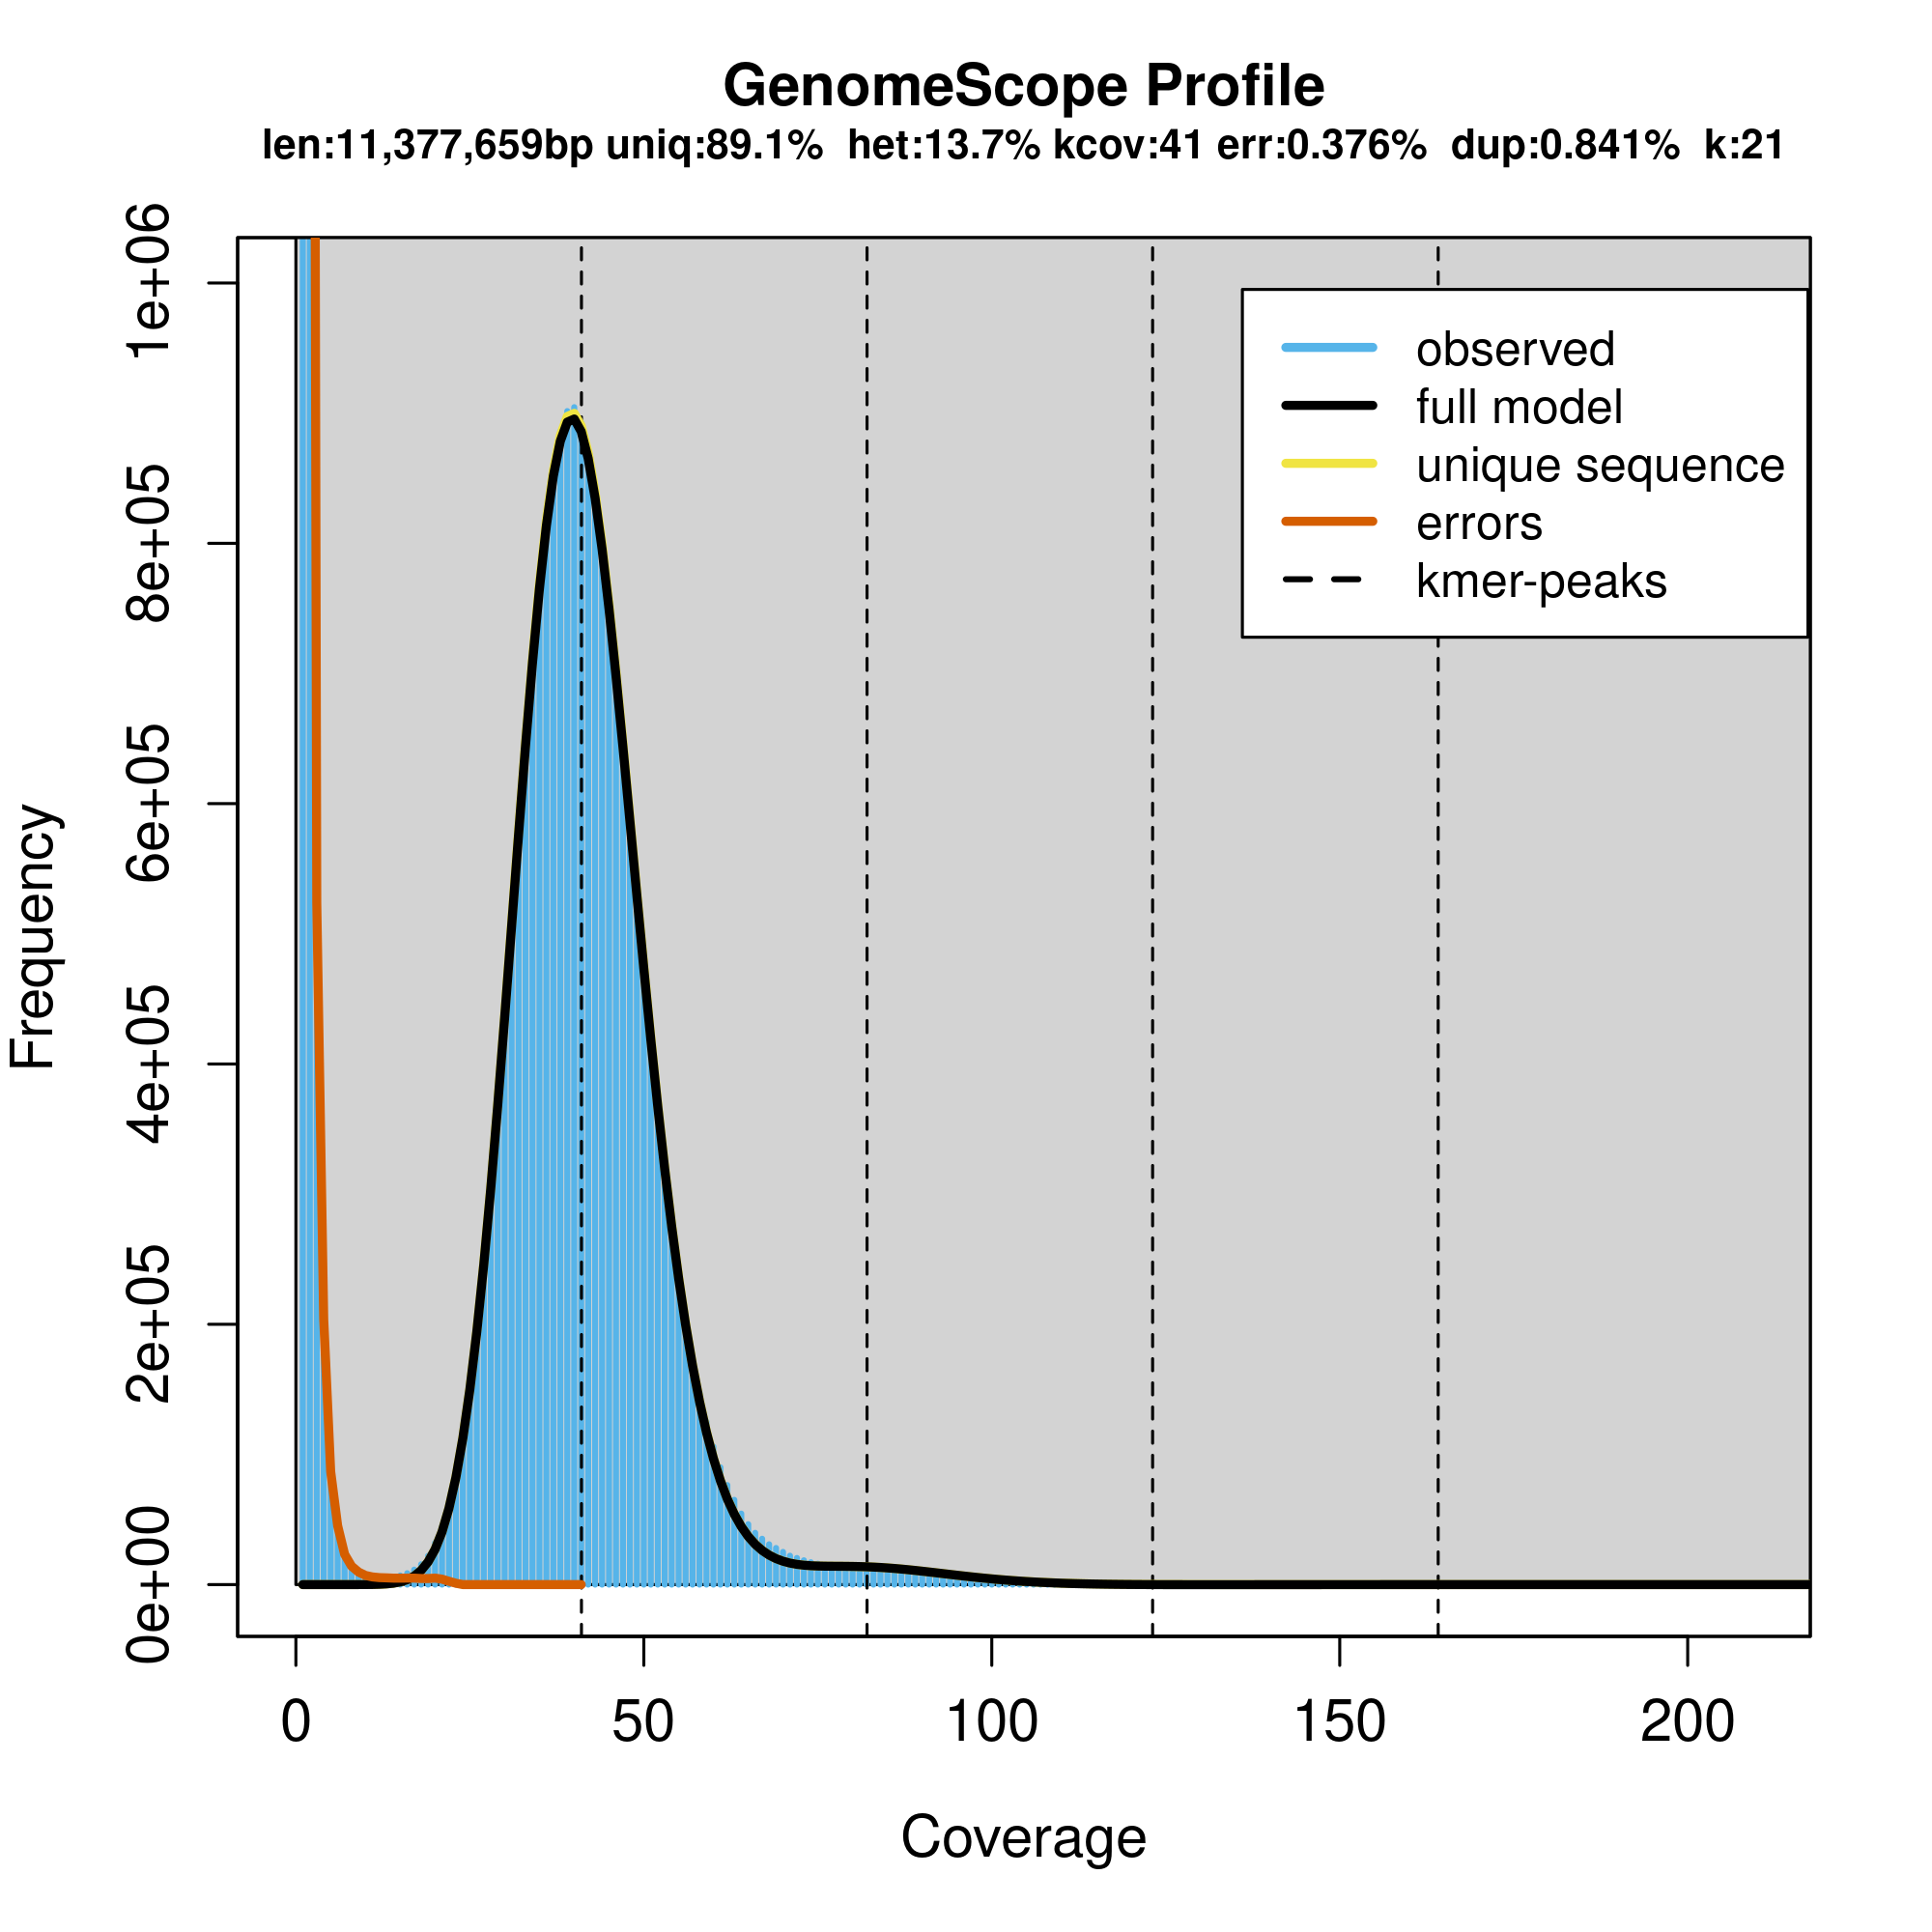 GenomeScope Profile
len:11,377,659bp uniq:89.1% het:13.7% kcov:41 err:0.376% dup:0.841% k:21
Frequency
1e+06
8e+05
6e+05
4e+05
2e+05
0e+00
observed
full model
unique sequence
errors
kmer-peaks
0 50 100 150 200
Coverage